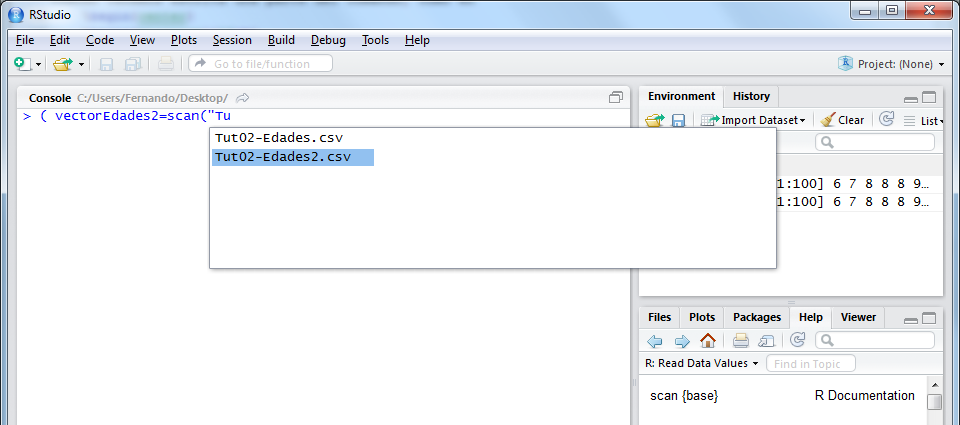 RStudio
File Edit Code View Plots Session Build Debug Tools Help
Go to file/function
Project: (None)
Console C:/Users/Fernando/Desktop/
> ( vectorEdades2=scan("Tu
Tut02-Edades.csv
Tut02-Edades2.csv
Environment History
Import Dataset Clear List
1:100] 6 7 8 8 8 9…
1:100] 6 7 8 8 8 9…
Files Plots Packages Help Viewer
R: Read Data Values Find in Topic
scan {base} R Documentation